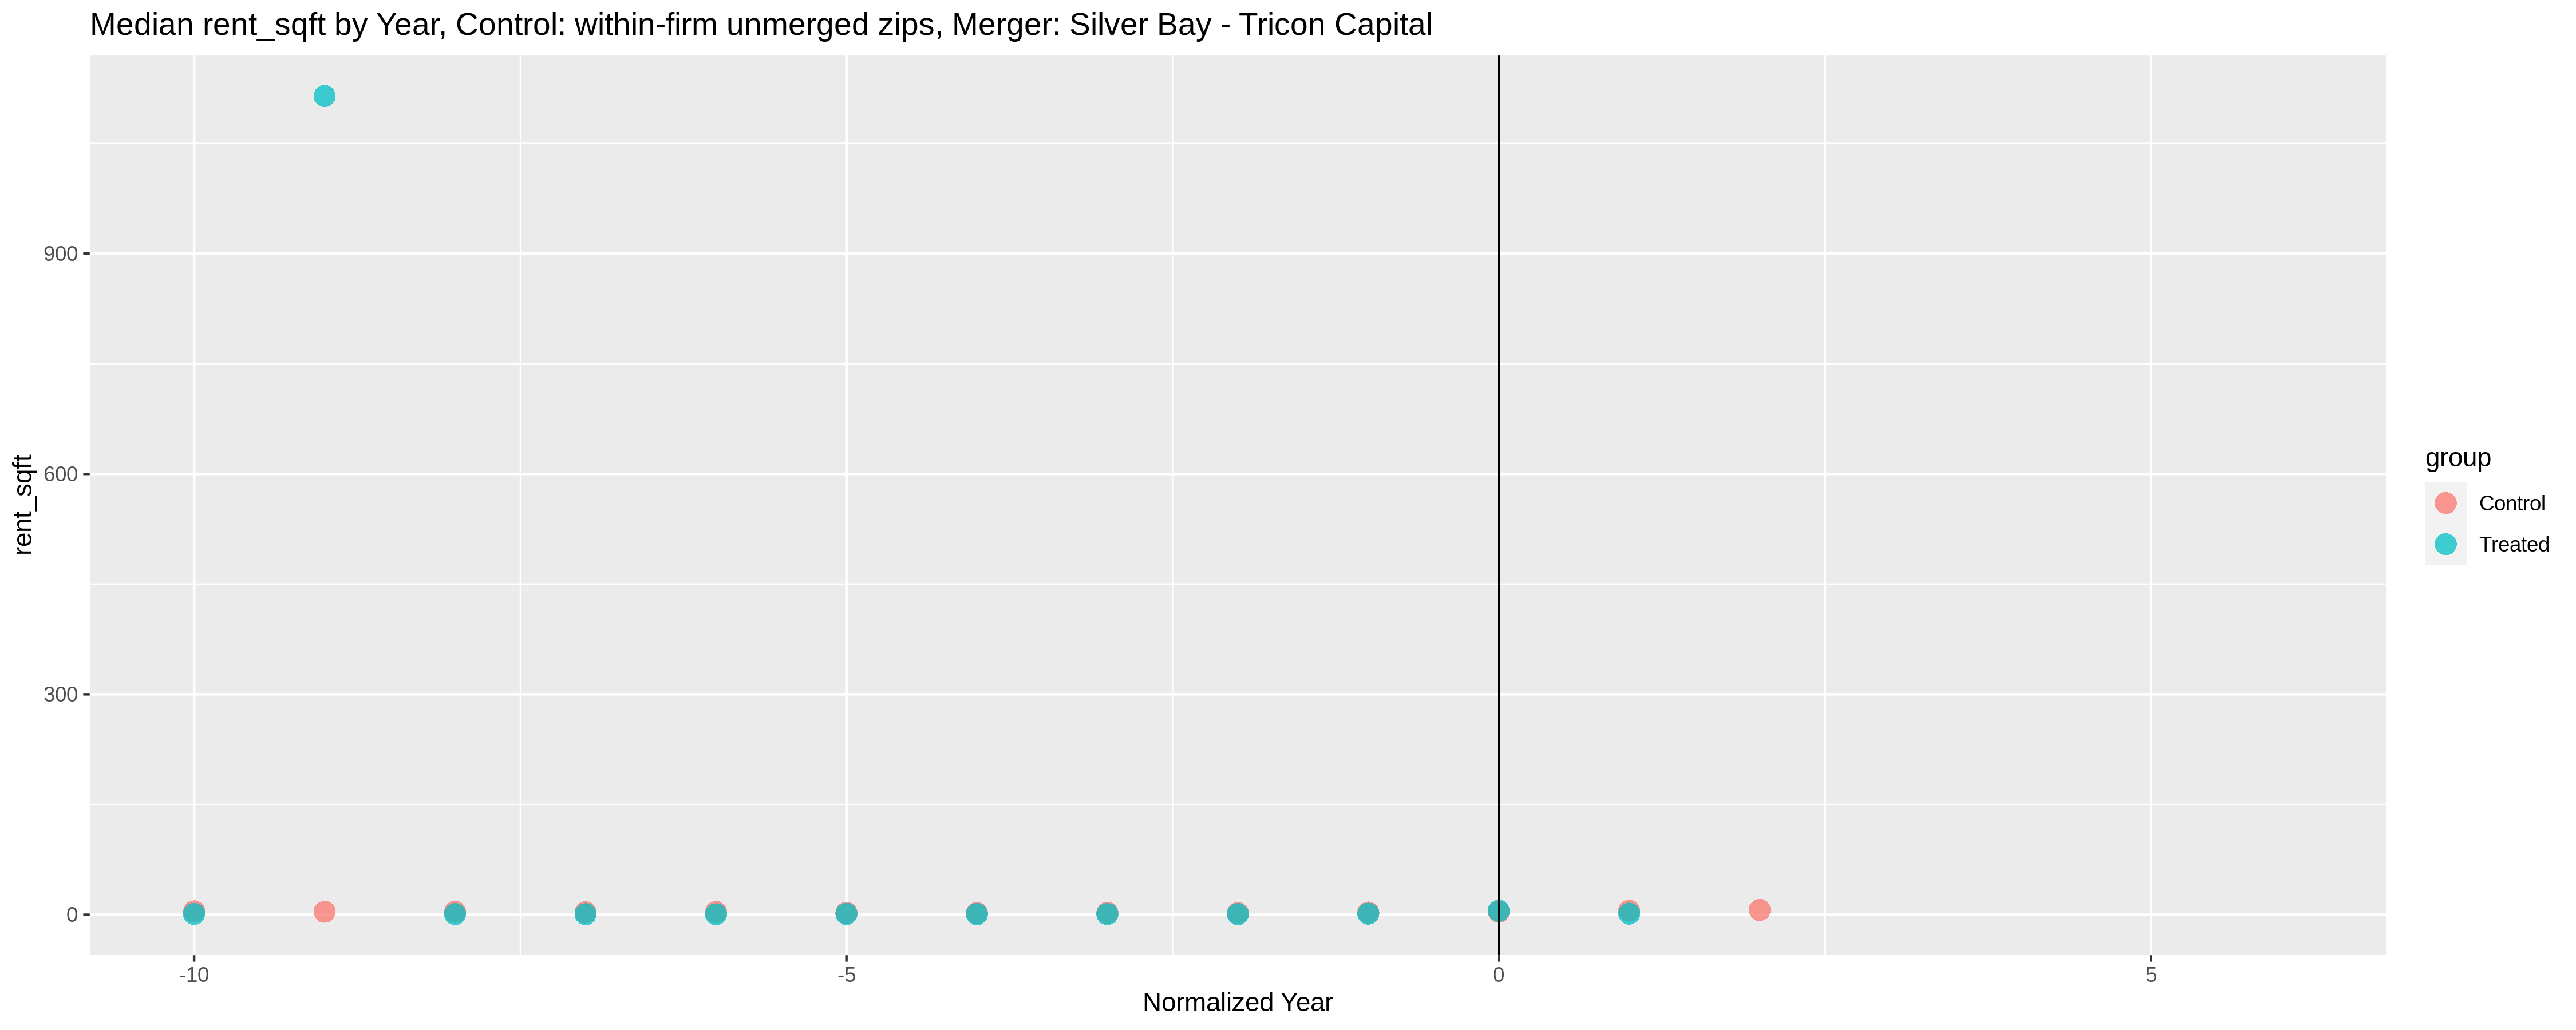 Median rent_sqft by Year, Control: within-firm unmerged zips, Merger: Silver Bay - Tricon Capital
rent_sqft
900
600
300
0
-10
-5
0
5
Normalized Year
group
Control
Treated